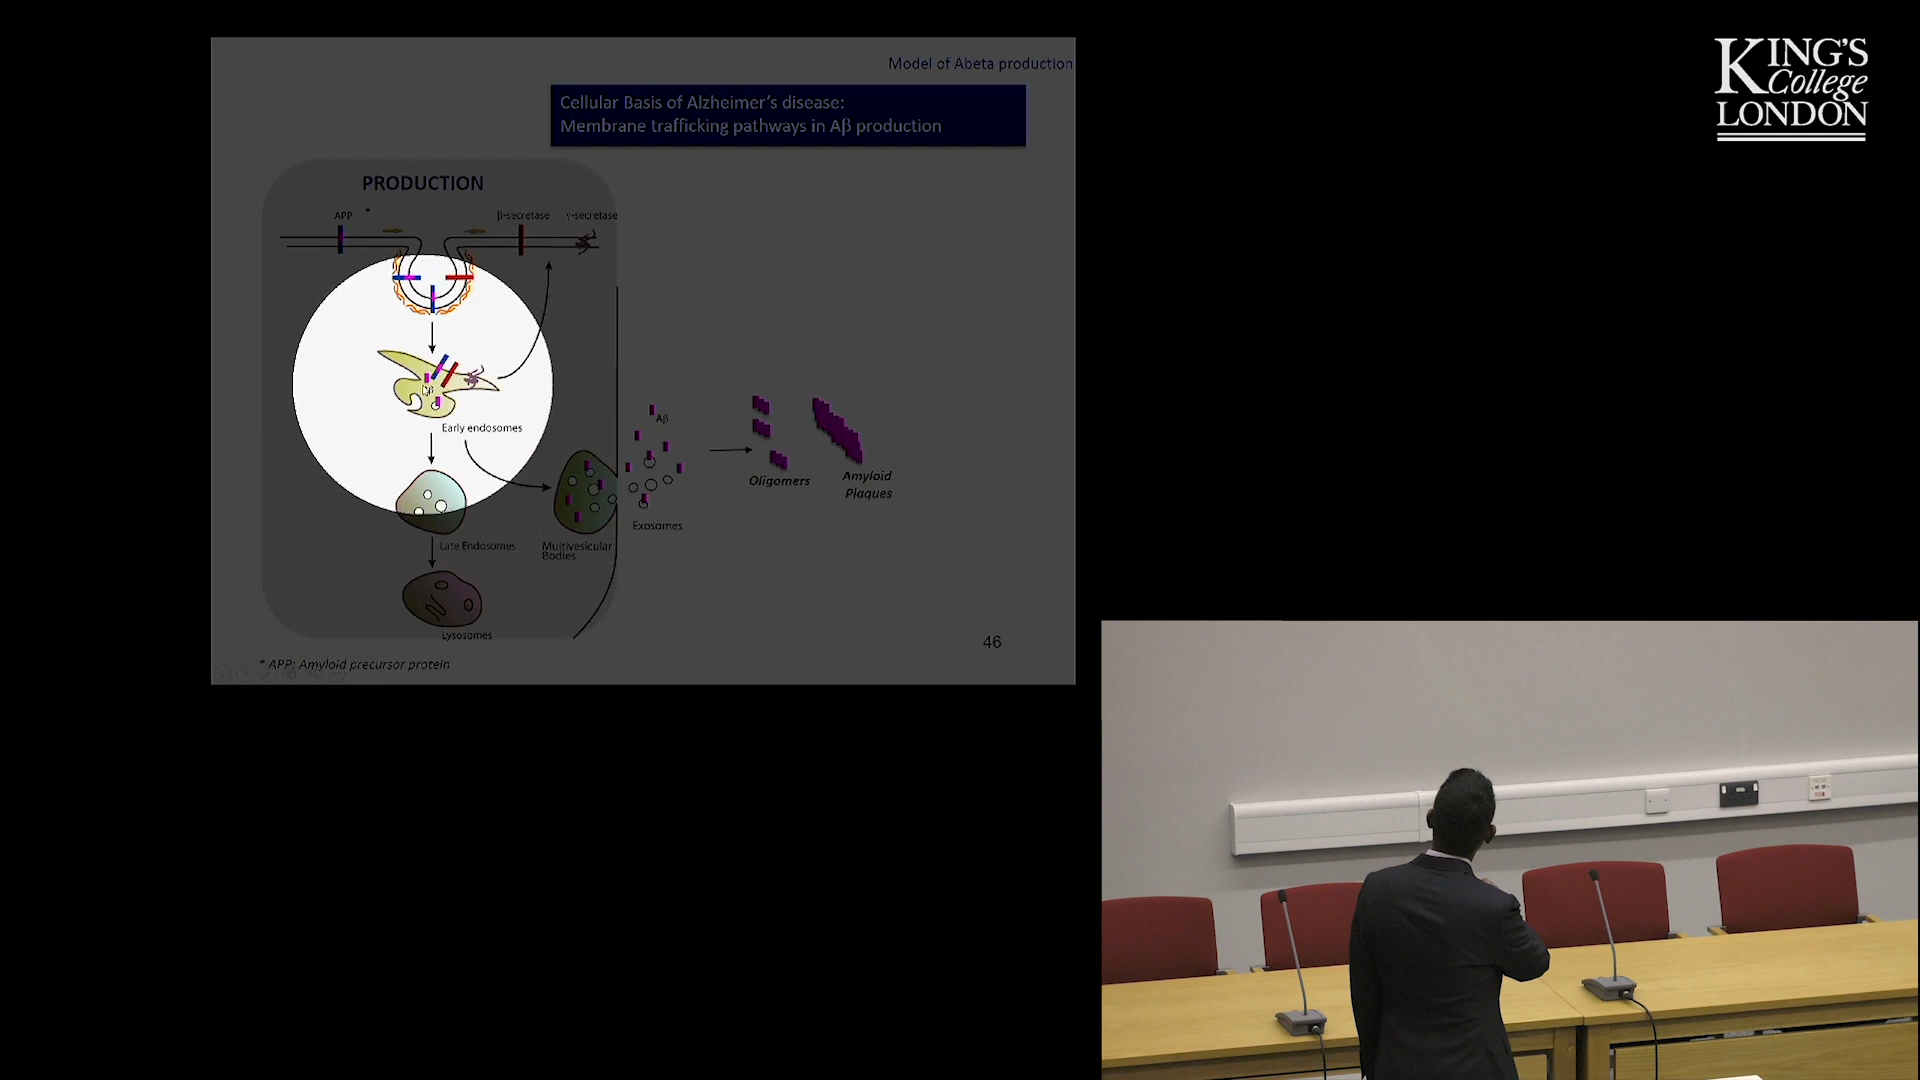 KING'S
College
LONDON
Model of Abeta production
Cellular Basis of Alzheimer's disease:
Membrane trafficking pathways in Aβ production
PRODUCTION
APP *
β-secretase
γ-secretase
Aβ
Early endosomes
Aβ
Oligomers
Amyloid
Plaques
Exosomes
Late Endosomes
Multivesicular
Bodies
Lysosomes
46
* APP: Amyloid precursor protein